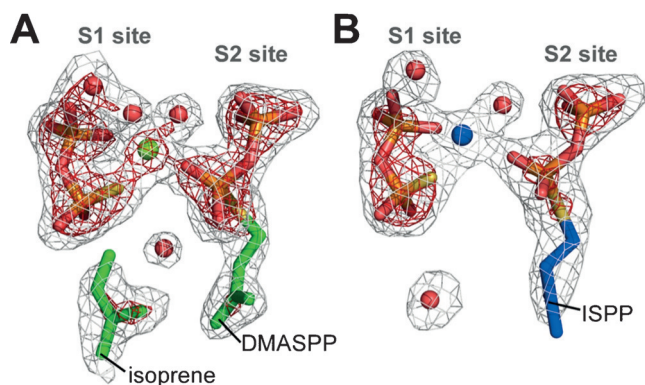 A
S1 site
S2 site
isoprene
DMASPP
B
S1 site
S2 site
ISPP